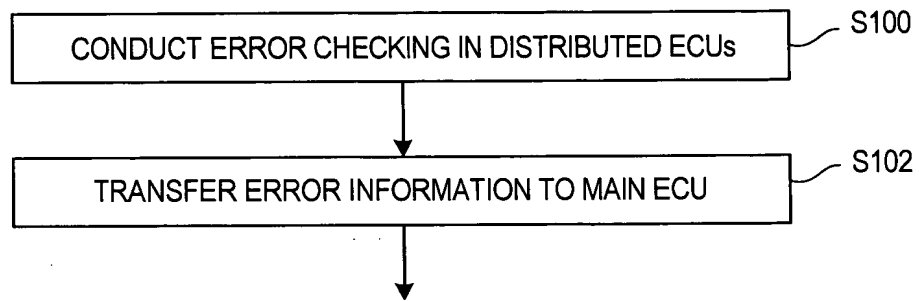 CONDUCT ERROR CHECKING IN DISTRIBUTED ECUs
S100
TRANSFER ERROR INFORMATION TO MAIN ECU
S102